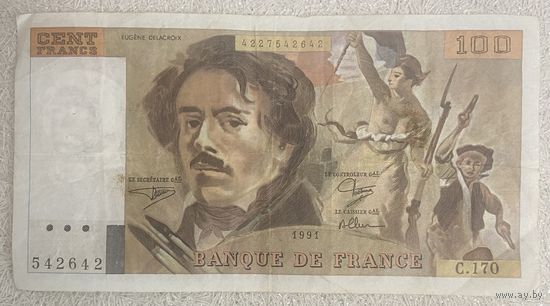 CENT
FRANCS
EUGÈNE DELACROIX
4227542642
100
LE SECRÉTAIRE GAL
LE CONTRÔLEUR GAL
LE CAISSIER GAL
1991
BANQUE DE FRANCE
542642
C.170
www.ay.by